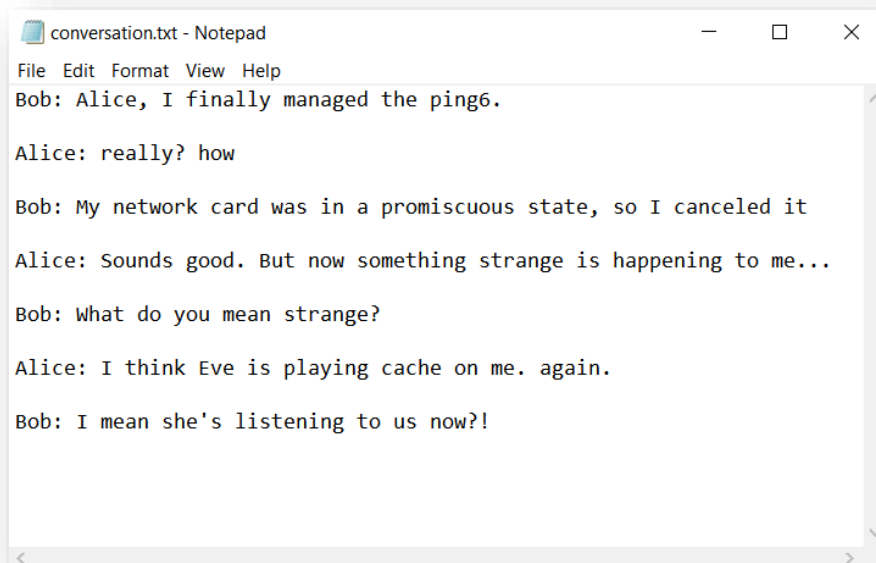 conversation.txt - Notepad
File Edit Format View Help
Bob: Alice, I finally managed the ping6.
Alice: really? how
Bob: My network card was in a promiscuous state, so I canceled it
Alice: Sounds good. But now something strange is happening to me...
Bob: What do you mean strange?
Alice: I think Eve is playing cache on me. again.
Bob: I mean she's listening to us now?!